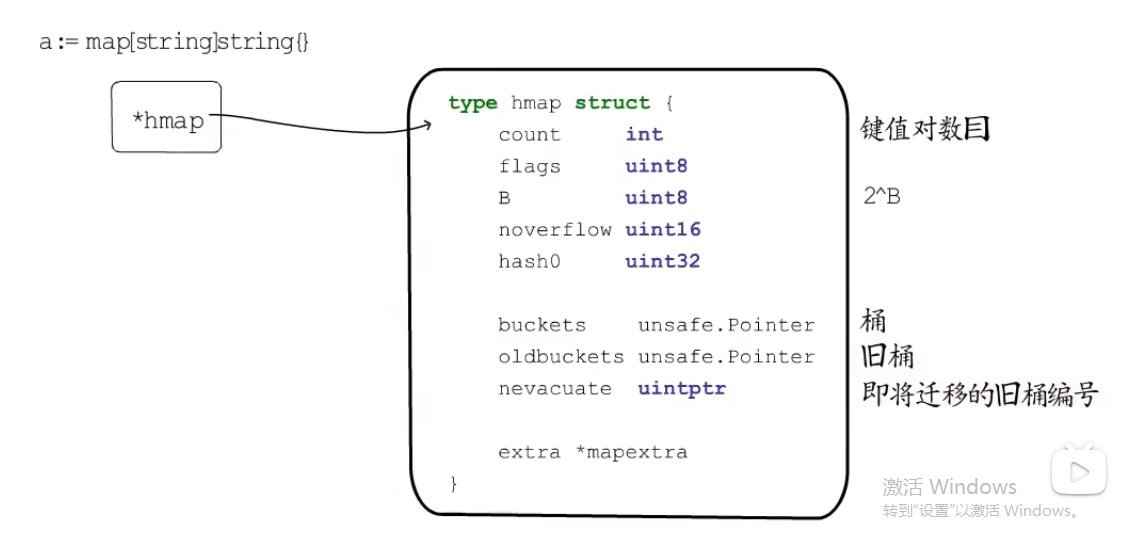 a := map[string]string{}
*hmap
type hmap struct {
count int 键值对数目
flags uint8
B uint8 2^B
noverflow uint16
hash0 uint32
buckets unsafe.Pointer 桶
oldbuckets unsafe.Pointer 旧桶
nevacuate uintptr 即将迁移的旧桶编号
extra *mapextra
}
激活 Windows
转到“设置”以激活 Windows。